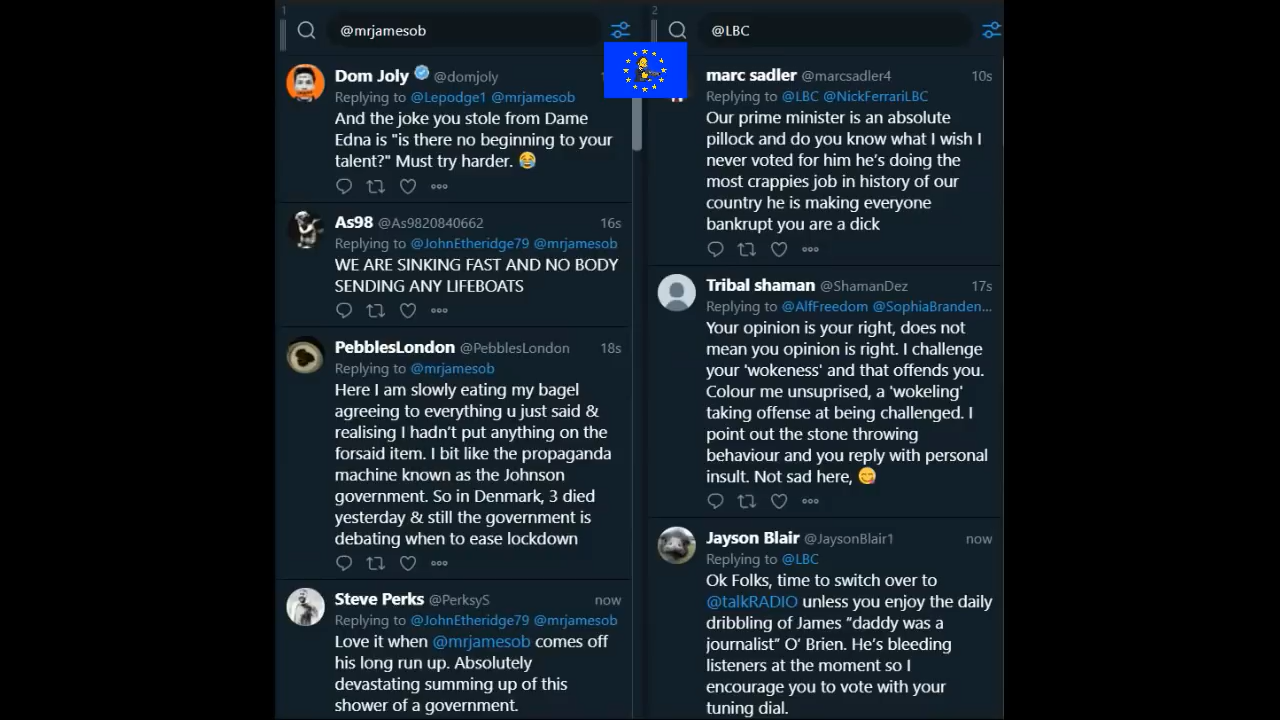 1
@mrjamesob
Dom Joly @domjoly
Replying to @Lepodge1 @mrjamesob
And the joke you stole from Dame
Edna is "is there no beginning to your
talent?" Must try harder. 😂
As98 @As9820840662 16s
Replying to @JohnEtheridge79 @mrjamesob
WE ARE SINKING FAST AND NO BODY
SENDING ANY LIFEBOATS
PebblesLondon @PebblesLondon 18s
Replying to @mrjamesob
Here I am slowly eating my bagel
agreeing to everything u just said &
realising I hadn't put anything on the
forsaid item. I bit like the propaganda
machine known as the Johnson
government. So in Denmark, 3 died
yesterday & still the government is
debating when to ease lockdown
Steve Perks @PerksyS now
Replying to @JohnEtheridge79 @mrjamesob
Love it when @mrjamesob comes off
his long run up. Absolutely
devastating summing up of this
shower of a government.
2
@LBC
marc sadler @marcsadler4 10s
Replying to @LBC @NickFerrariLBC
Our prime minister is an absolute
pillock and do you know what I wish I
never voted for him he's doing the
most crappies job in history of our
country he is making everyone
bankrupt you are a dick
Tribal shaman @ShamanDez 17s
Replying to @AlfFreedom @SophiaBranden...
Your opinion is your right, does not
mean you opinion is right. I challenge
your 'wokeness' and that offends you.
Colour me unsuprised, a 'wokeling'
taking offense at being challenged. I
point out the stone throwing
behaviour and you reply with personal
insult. Not sad here, 😋
Jayson Blair @JaysonBlair1 now
Replying to @LBC
Ok Folks, time to switch over to
@talkRADIO unless you enjoy the daily
dribbling of James "daddy was a
journalist" O' Brien. He's bleeding
listeners at the moment so I
encourage you to vote with your
tuning dial.